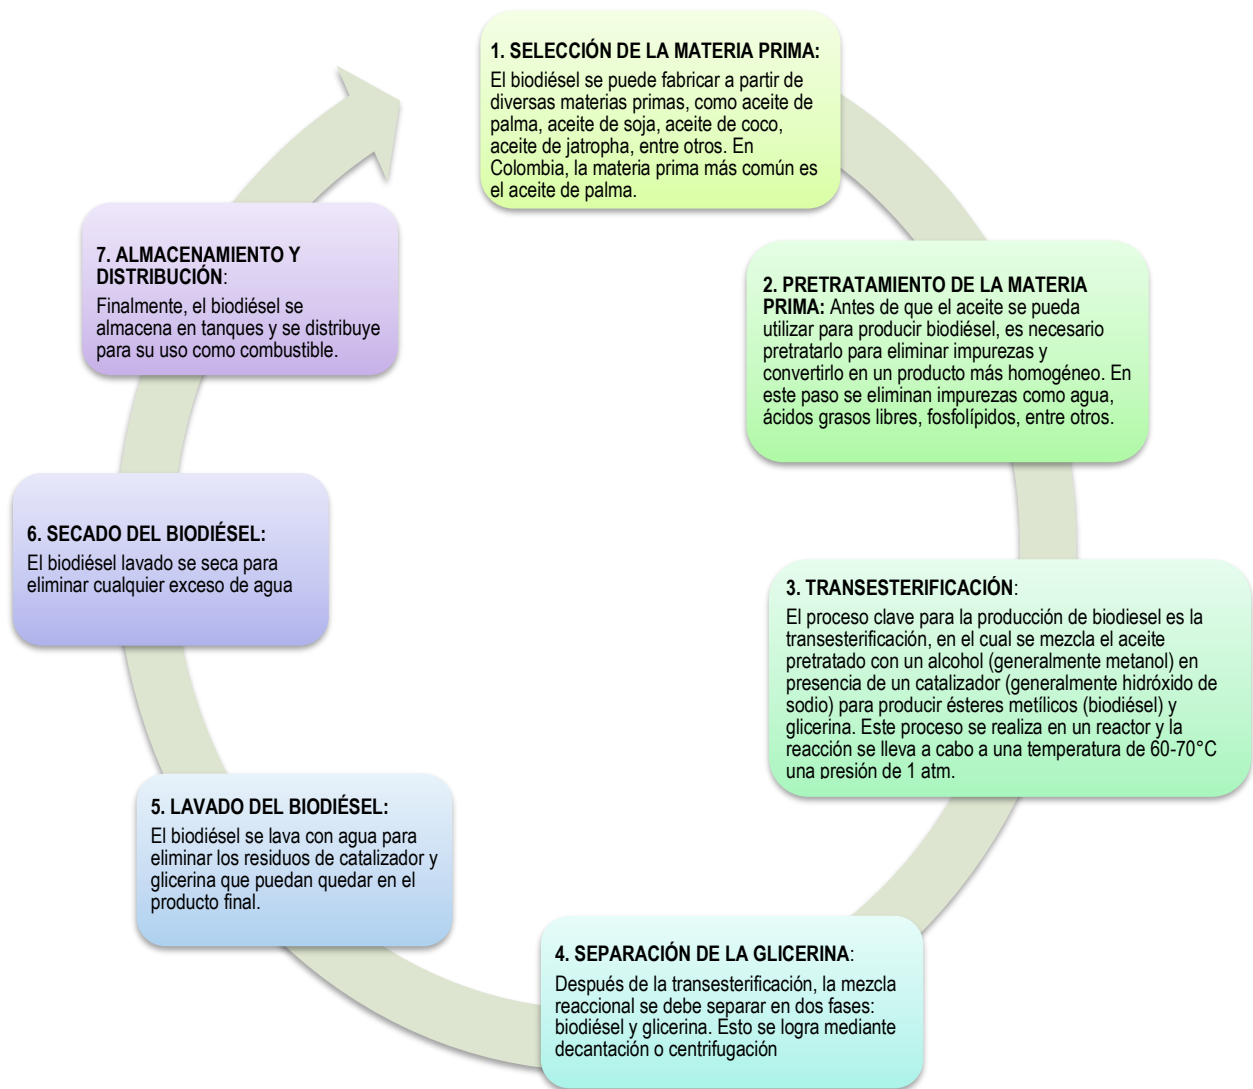 1. SELECCIÓN DE LA MATERIA PRIMA:
El biodiésel se puede fabricar a partir de
diversas materias primas, como aceite de
palma, aceite de soja, aceite de coco,
aceite de jatropha, entre otros. En
Colombia, la materia prima más común es
el aceite de palma.
2. PRETRATAMIENTO DE LA MATERIA
PRIMA: Antes de que el aceite se pueda
utilizar para producir biodiésel, es necesario
pretratarlo para eliminar impurezas y
convertirlo en un producto más homogéneo. En
este paso se eliminan impurezas como agua,
ácidos grasos libres, fosfolípidos, entre otros.
3. TRANSESTERIFICACIÓN:
El proceso clave para la producción de biodiesel es la
transesterificación, en el cual se mezcla el aceite
pretratado con un alcohol (generalmente metanol) en
presencia de un catalizador (generalmente hidróxido de
sodio) para producir ésteres metílicos (biodiésel) y
glicerina. Este proceso se realiza en un reactor y la
reacción se lleva a cabo a una temperatura de 60-70°C
una presión de 1 atm.
4. SEPARACIÓN DE LA GLICERINA:
Después de la transesterificación, la mezcla
reaccional se debe separar en dos fases:
biodiésel y glicerina. Esto se logra mediante
decantación o centrifugación
5. LAVADO DEL BIODIÉSEL:
El biodiésel se lava con agua para
eliminar los residuos de catalizador y
glicerina que puedan quedar en el
producto final.
6. SECADO DEL BIODIÉSEL:
El biodiésel lavado se seca para
eliminar cualquier exceso de agua
7. ALMACENAMIENTO Y
DISTRIBUCIÓN:
Finalmente, el biodiésel se
almacena en tanques y se distribuye
para su uso como combustible.